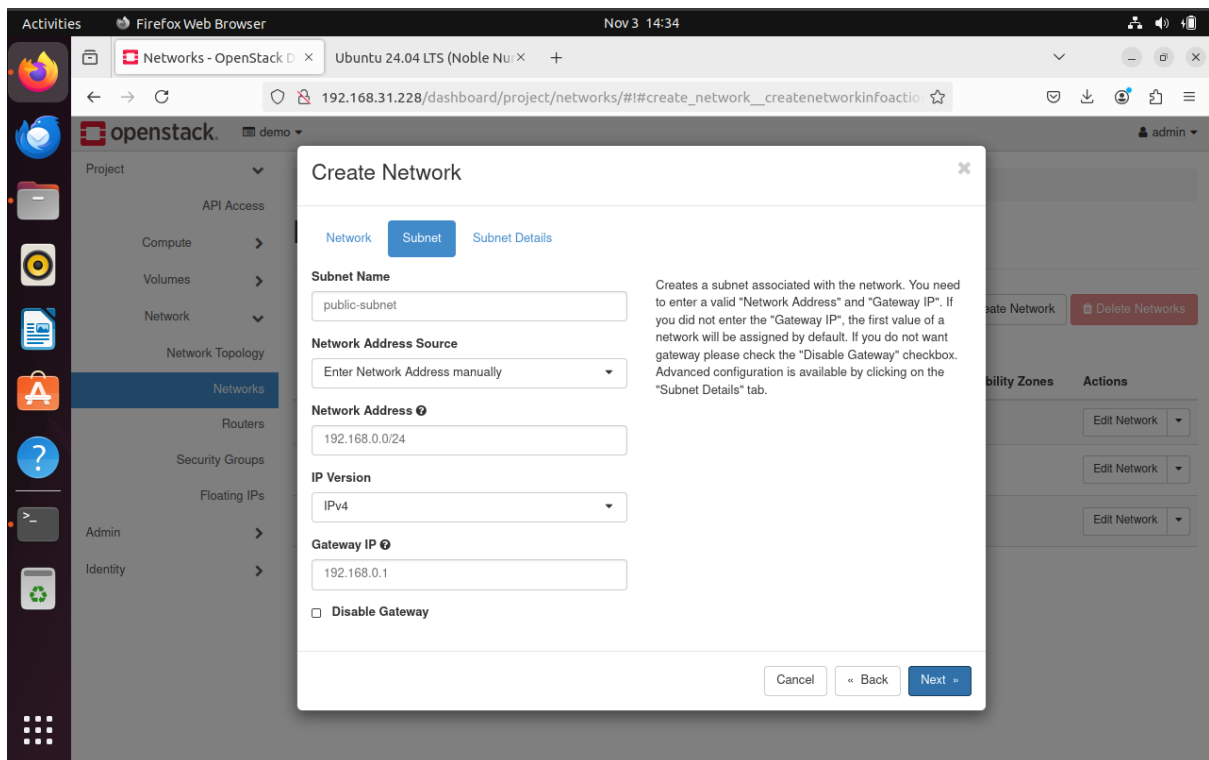 Activities
Firefox Web Browser
Nov 3 14:34
Networks - OpenStack D
Ubuntu 24.04 LTS (Noble Nu
192.168.31.228/dashboard/project/networks/#!#create_network__createnetworkinfoactio
openstack.
demo
admin
Project
API Access
Compute
Volumes
Network
Network Topology
Networks
Routers
Security Groups
Floating IPs
Admin
Identity
Create Network
Network
Subnet
Subnet Details
Subnet Name
public-subnet
Network Address Source
Enter Network Address manually
Network Address
192.168.0.0/24
IP Version
IPv4
Gateway IP
192.168.0.1
Disable Gateway
Creates a subnet associated with the network. You need
to enter a valid "Network Address" and "Gateway IP". If
you did not enter the "Gateway IP", the first value of a
network will be assigned by default. If you do not want
gateway please check the "Disable Gateway" checkbox.
Advanced configuration is available by clicking on the
"Subnet Details" tab.
Cancel
« Back
Next »
eate Network
Delete Networks
bility Zones
Actions
Edit Network
Edit Network
Edit Network